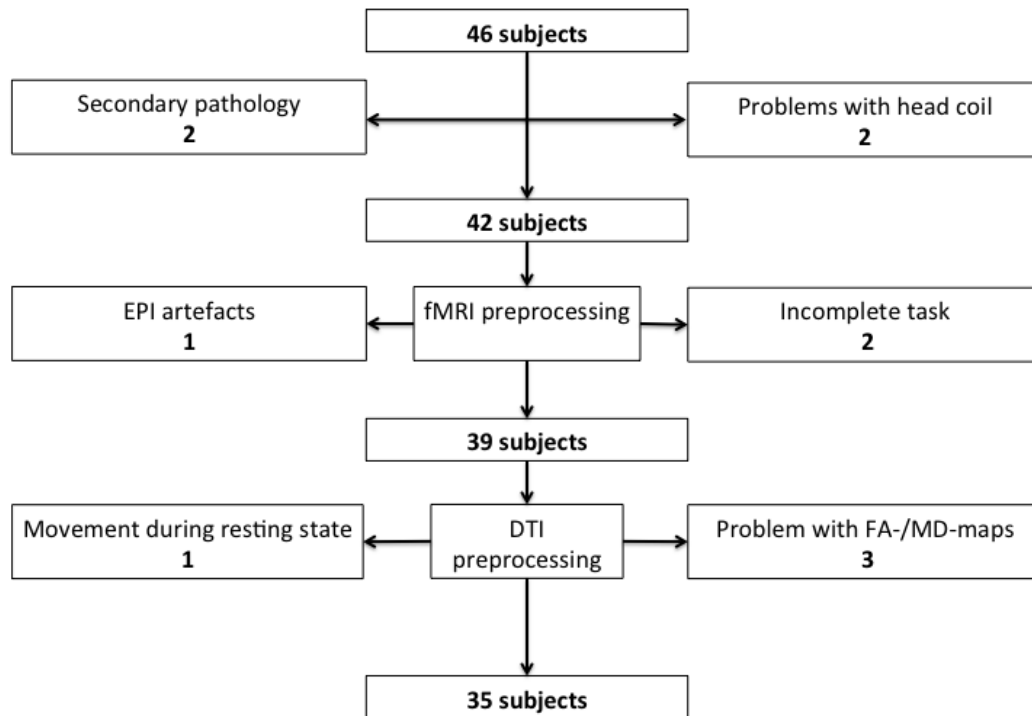 46 subjects
Secondary pathology
2
Problems with head coil
2
42 subjects
EPI artefacts
1
fMRI preprocessing
Incomplete task
2
39 subjects
Movement during resting state
1
DTI
preprocessing
Problem with FA-/MD-maps
3
35 subjects